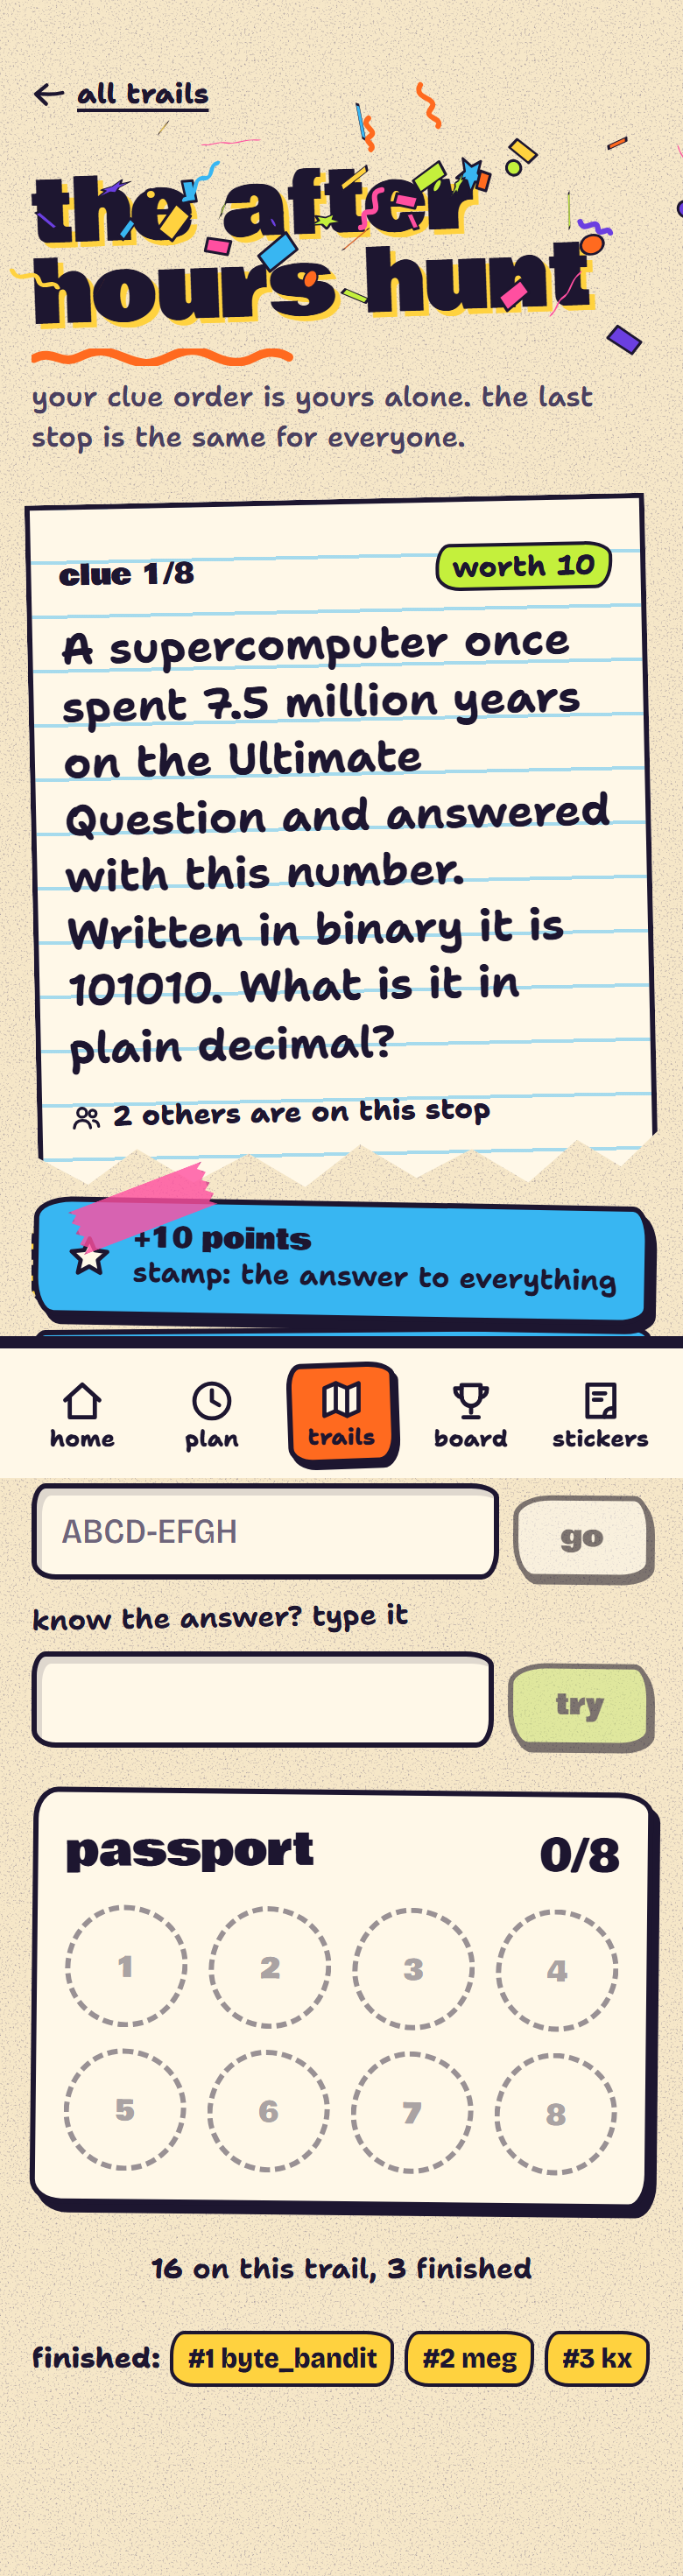 all trails
the after
hours hunt
your clue order is yours alone. the last
stop is the same for everyone.
clue 1/8
worth 10
A supercomputer once
spent 7.5 million years
on the Ultimate
Question and answered
with this number.
Written in binary it is
101010. What is it in
plain decimal?
2 others are on this stop
+10 points
stamp: the answer to everything
home
plan
trails
board
stickers
ABCD-EFGH
go
know the answer? type it
try
passport
0/8
1
2
3
4
5
6
7
8
16 on this trail, 3 finished
finished: #1 byte_bandit #2 meg #3 kx